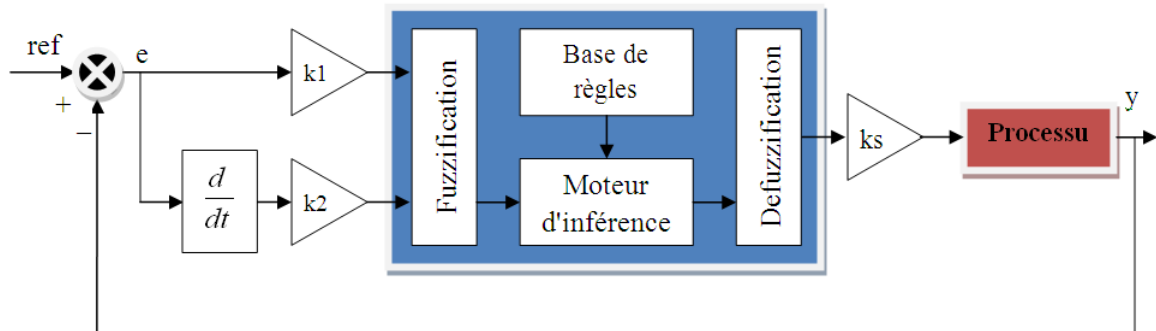 ref
+
−
e
k1
d
dt
k2
Fuzzification
Base de
règles
Moteur
d'inférence
Defuzzification
ks
Processu
y